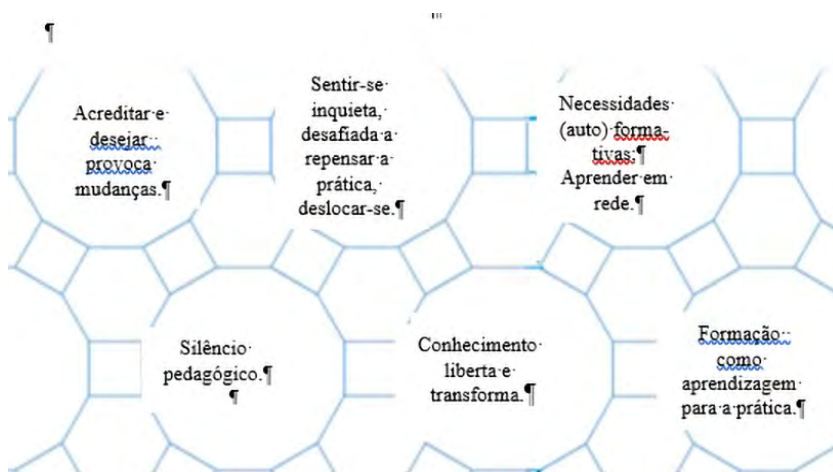 Acreditar e
desejar
provoca
mudanças.¶
Sentir-se
inquieta,
desafiada a
repensar a
prática,
deslocar-se.¶
Necessidades
(auto) forma-
tivas:¶
Aprender em
rede.¶
Silêncio
pedagógico.¶
¶
Conhecimento
liberta e
transforma.¶
Formação
como
aprendizagem
para a prática.¶